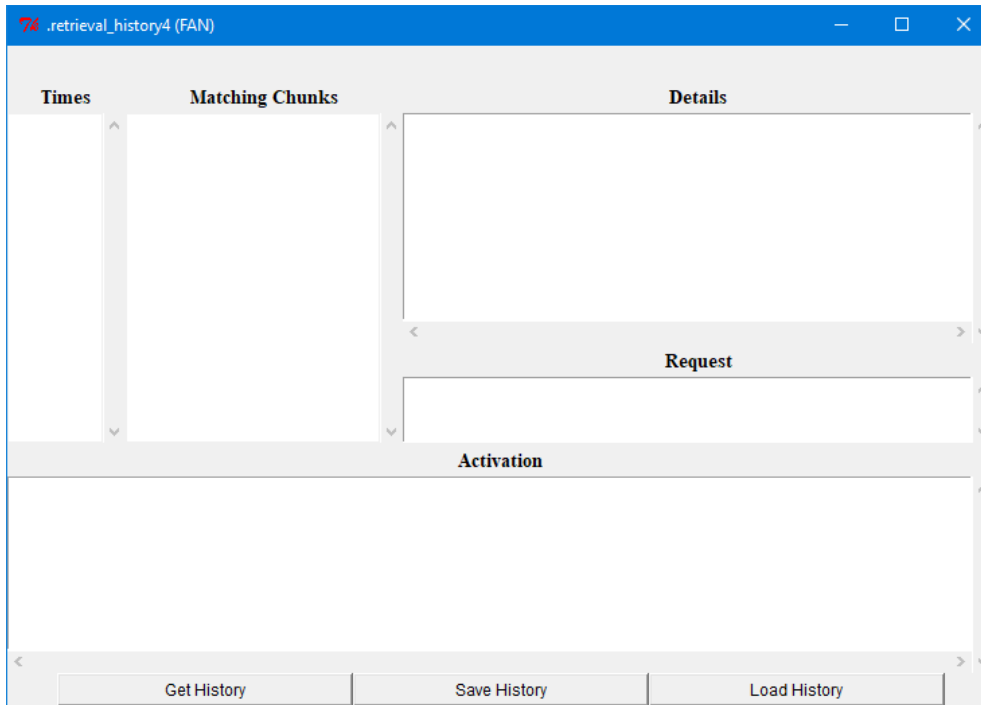 .retrieval_history4 (FAN)
Times
Matching Chunks
Details
Request
Activation
Get History
Save History
Load History